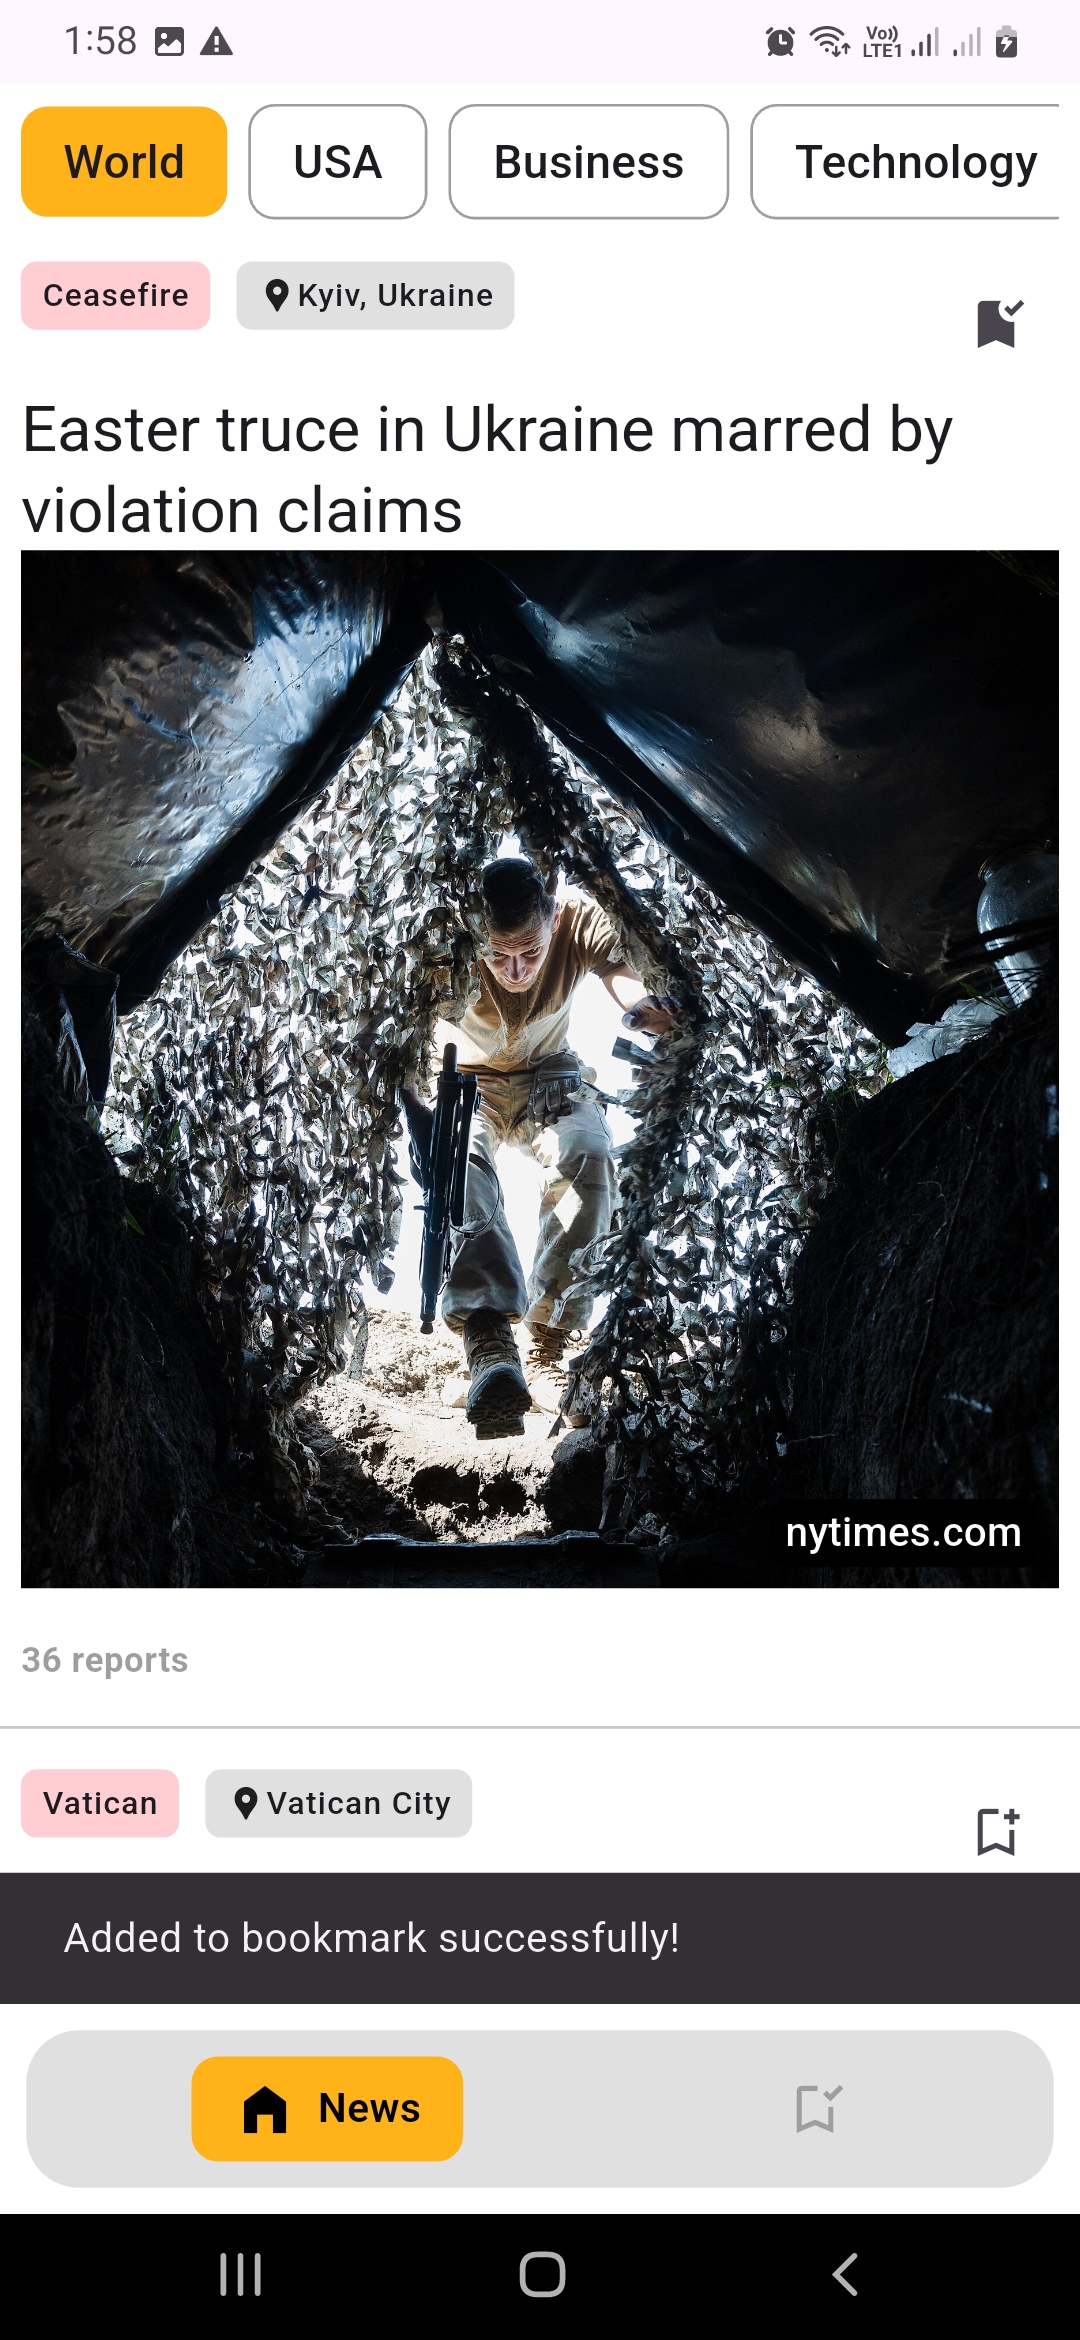 1:58
Vo))
LTE1
World
USA
Business
Technology
Ceasefire
Kyiv, Ukraine
Easter truce in Ukraine marred by
violation claims
nytimes.com
36 reports
Vatican
Vatican City
Added to bookmark successfully!
News